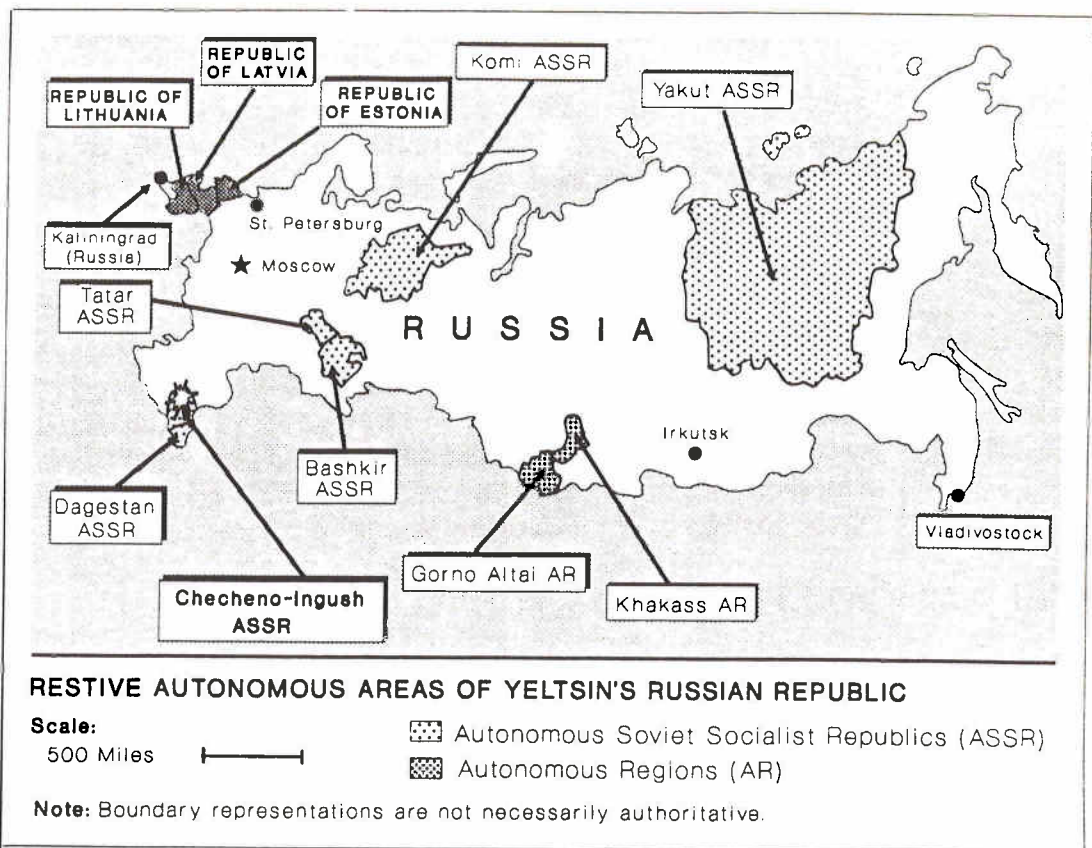 REPUBLIC
OF LATVIA
Komi ASSR
Yakut ASSR
REPUBLIC OF
LITHUANIA
REPUBLIC
OF ESTONIA
St. Petersburg
Kaliningrad
(Russia)
Moscow
Tatar
ASSR
RUSSIA
Irkutsk
Bashkir
ASSR
Dagestan
ASSR
Vladivostock
Gorno Altai AR
Khakass AR
Checheno-Ingush
ASSR
RESTIVE AUTONOMOUS AREAS OF YELTSIN'S RUSSIAN REPUBLIC
Scale:
500 Miles
Autonomous Soviet Socialist Republics (ASSR)
Autonomous Regions (AR)
Note: Boundary representations are not necessarily authoritative.